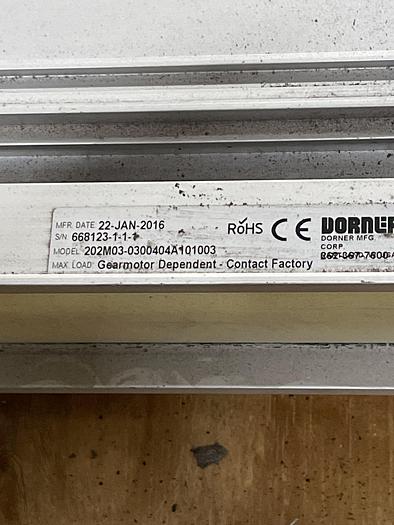 MFR. DATE: 22-JAN-2016
S/N: 668123-1-1-1
MODEL: 202M03-0300404A101003
MAX. LOAD: Gearmotor Dependent - Contact Factory
RoHS CE DORNER
DORNER MFG.
CORP.